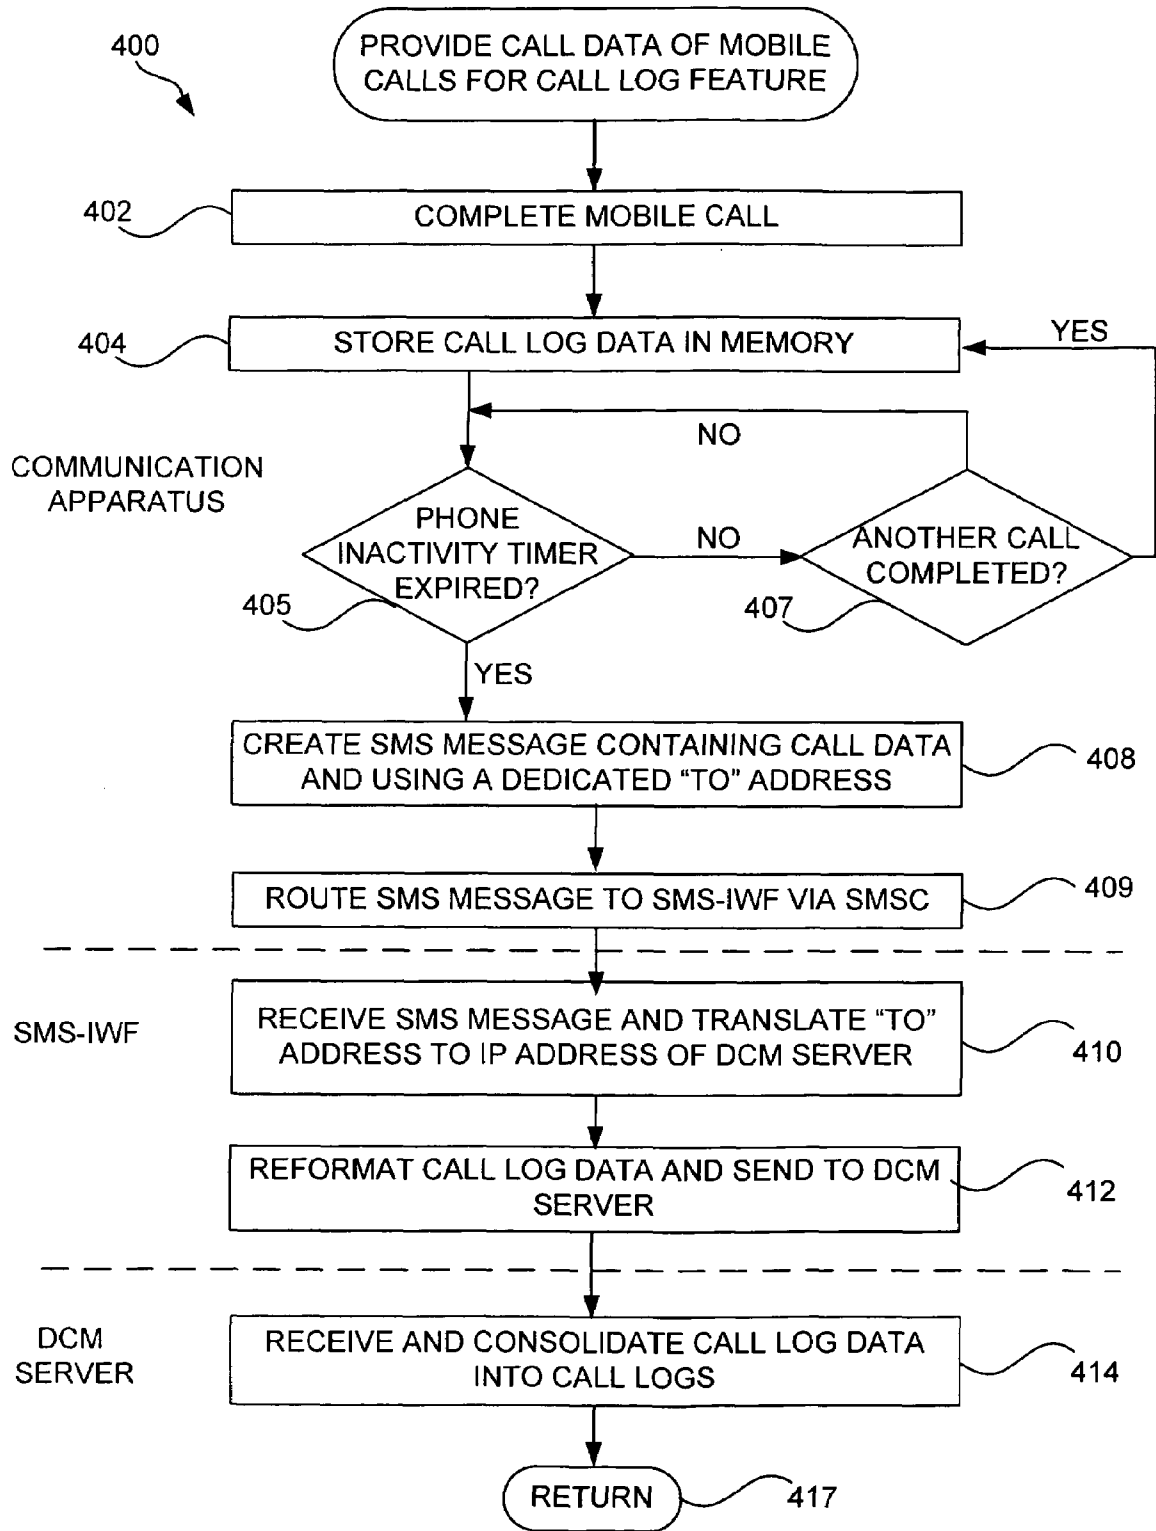 400
PROVIDE CALL DATA OF MOBILE
CALLS FOR CALL LOG FEATURE
402
COMPLETE MOBILE CALL
404
STORE CALL LOG DATA IN MEMORY
YES
NO
COMMUNICATION
APPARATUS
PHONE
INACTIVITY TIMER
EXPIRED?
NO
ANOTHER CALL
COMPLETED?
405
407
YES
CREATE SMS MESSAGE CONTAINING CALL DATA
AND USING A DEDICATED “TO” ADDRESS
408
ROUTE SMS MESSAGE TO SMS-IWF VIA SMSC
409
SMS-IWF
RECEIVE SMS MESSAGE AND TRANSLATE “TO”
ADDRESS TO IP ADDRESS OF DCM SERVER
410
REFORMAT CALL LOG DATA AND SEND TO DCM
SERVER
412
DCM
SERVER
RECEIVE AND CONSOLIDATE CALL LOG DATA
INTO CALL LOGS
414
RETURN
417